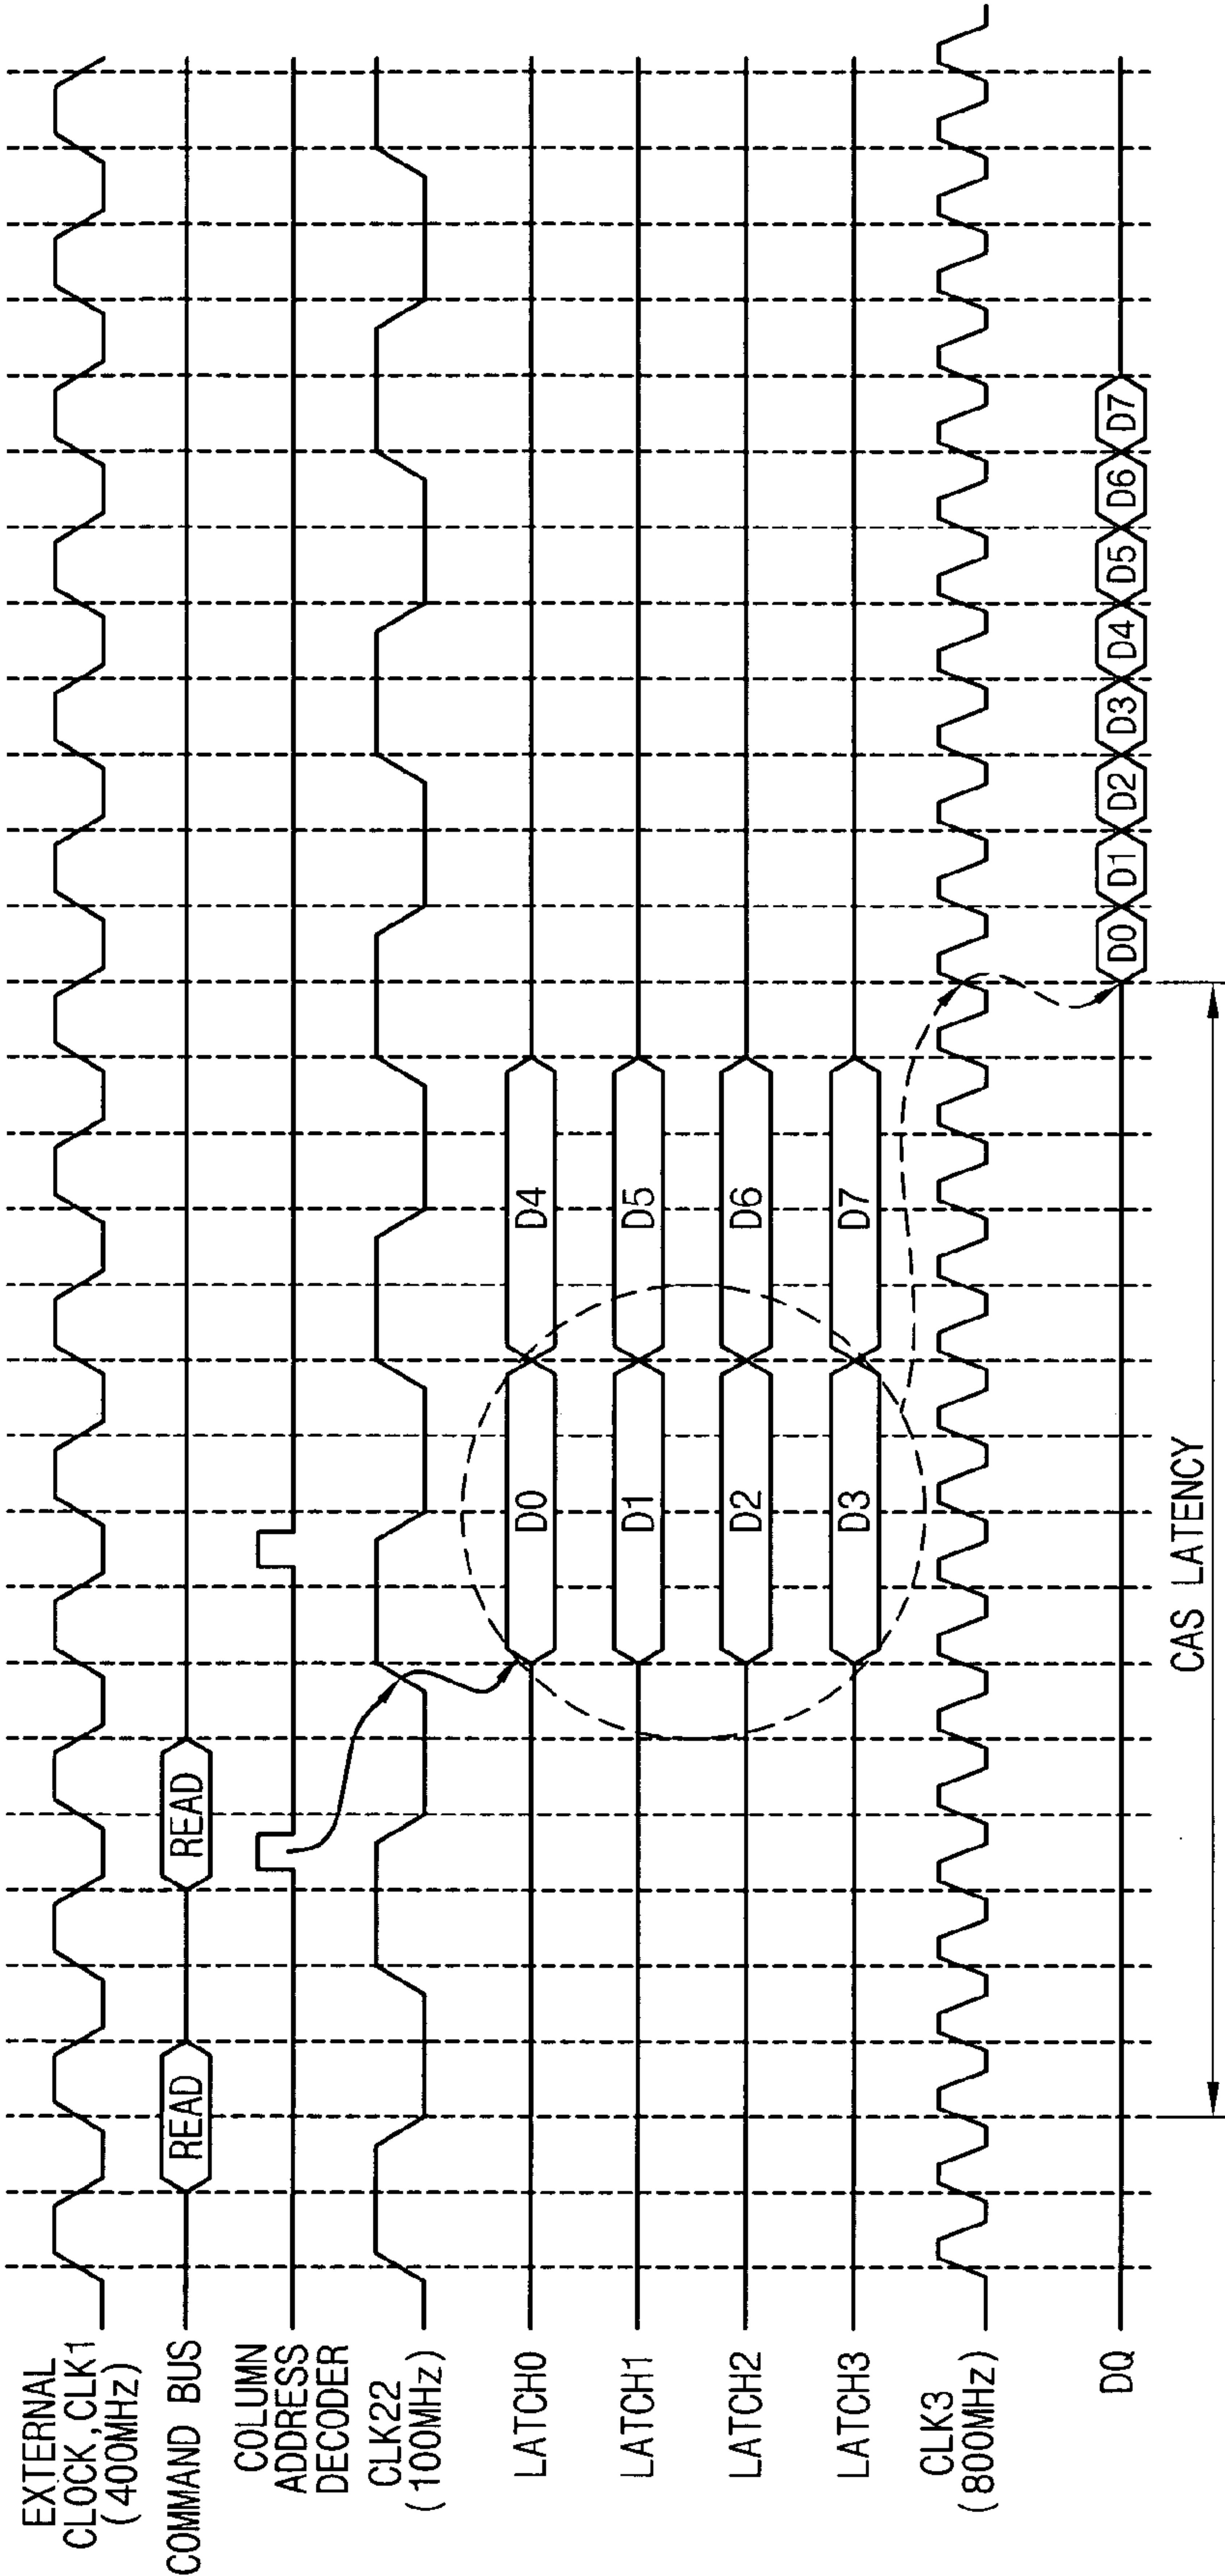 EXTERNAL
CLOCK,CLK1
(400MHz)
COMMAND BUS
READ
READ
COLUMN
ADDRESS
DECODER
CLK22
(100MHz)
LATCH0
D0
D4
LATCH1
D1
D5
LATCH2
D2
D6
LATCH3
D3
D7
CLK3
(800MHz)
DQ
D0
D1
D2
D3
D4
D5
D6
D7
CAS LATENCY